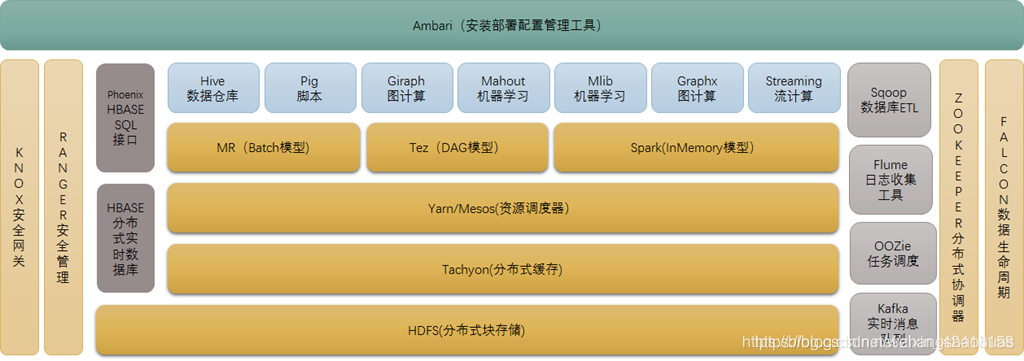 Ambari（安装部署配置管理工具）
KNOX安全网关
RANGER安全管理
Phoenix
HBASE
SQL
接口
HBASE
分布
式实
时数
据库
Hive
数据仓库
Pig
脚本
Giraph
图计算
Mahout
机器学习
Mlib
机器学习
Graphx
图计算
Streaming
流计算
MR（Batch模型)
Tez（DAG模型）
Spark(InMemory模型）
Yarn/Mesos(资源调度器）
Tachyon(分布式缓存)
HDFS(分布式块存储)
Sqoop
数据库ETL
Flume
日志收集
工具
OOZie
任务调度
Kafka
实时消息
队列
ZOOKEEPER分布式协调器
FALCON数据生命周期